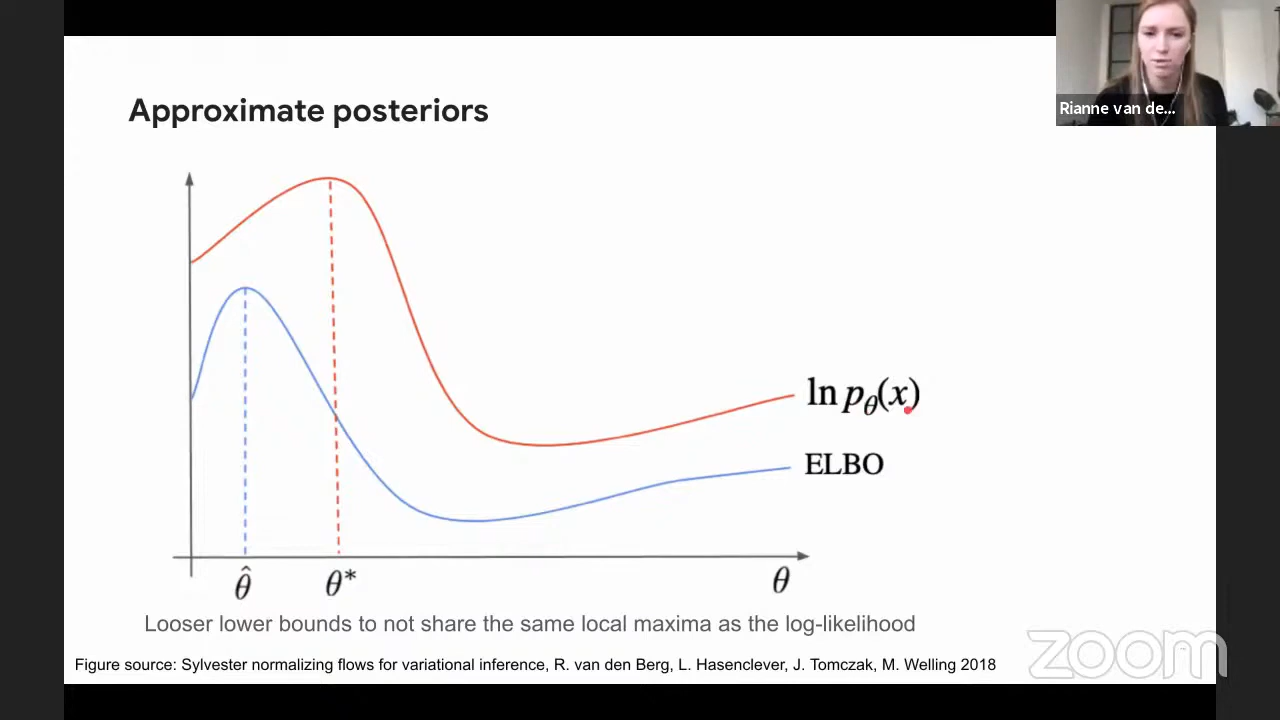 Rianne van de...
Approximate posteriors
ln pθ(x)
ELBO
θ̂
θ*
θ
Looser lower bounds to not share the same local maxima as the log-likelihood
Figure source: Sylvester normalizing flows for variational inference, R. van den Berg, L. Hasenclever, J. Tomczak, M. Welling 2018
zoom